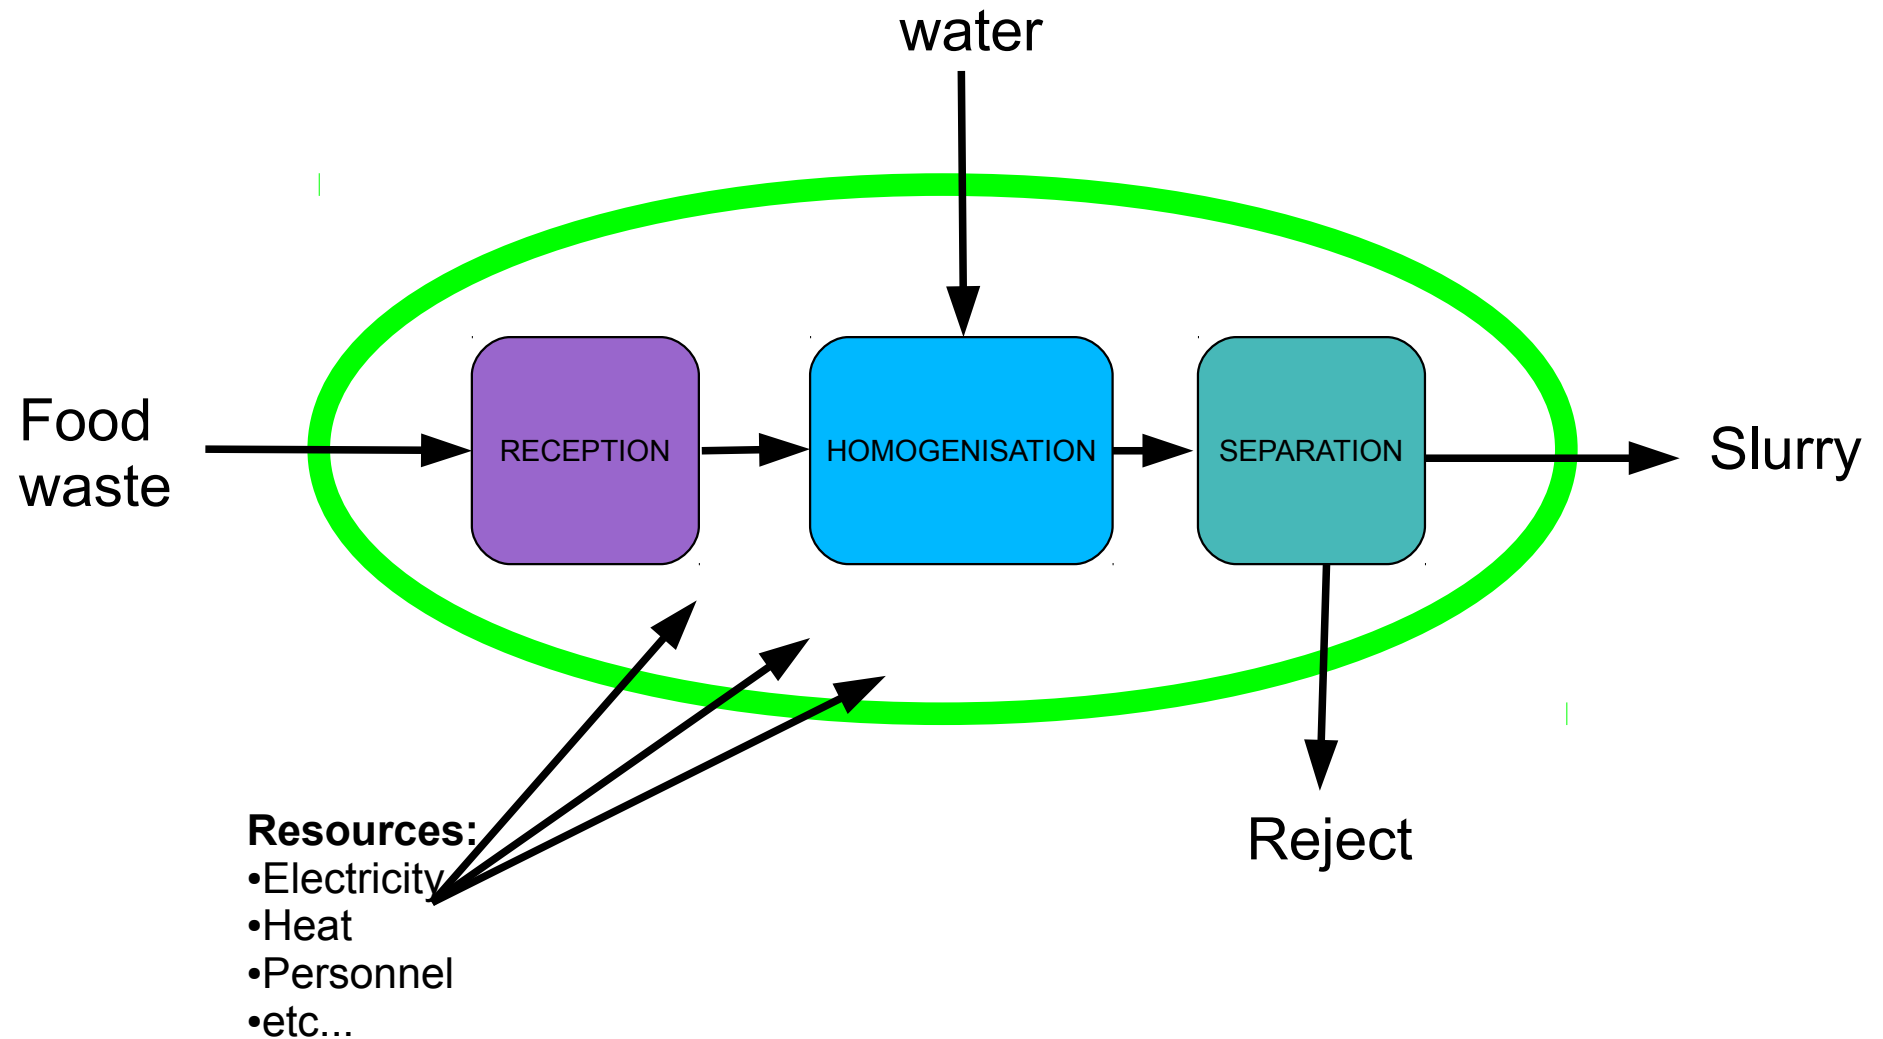 water
Food
waste
RECEPTION
HOMOGENISATION
SEPARATION
Slurry
Resources:
•Electricity
•Heat
•Personnel
•etc...
Reject